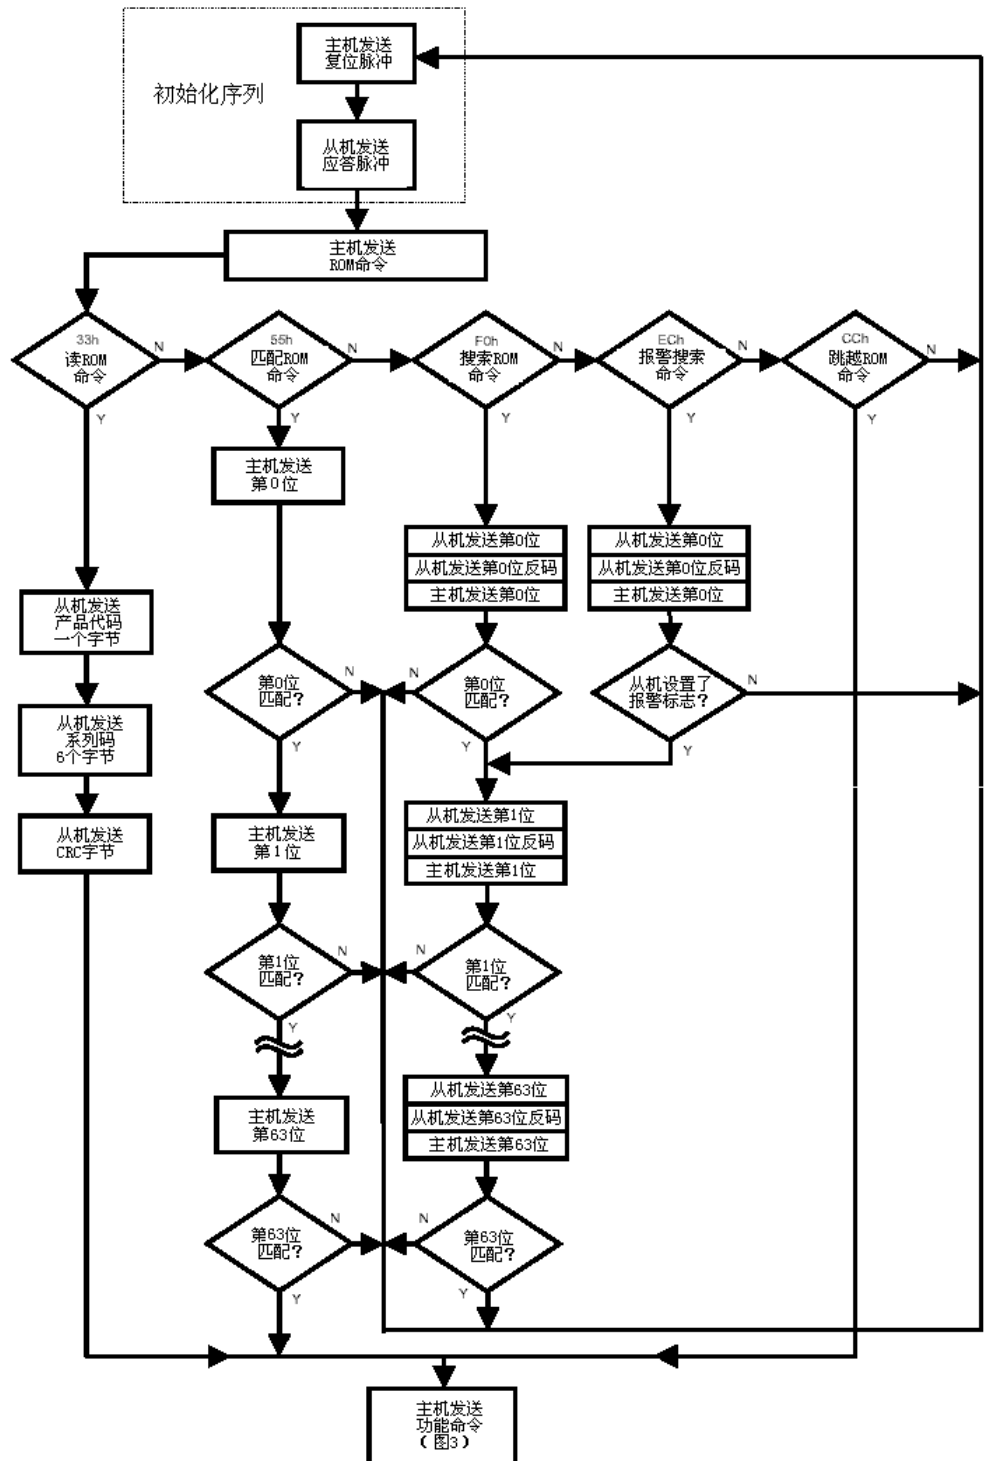 主机发送
复位脉冲
初始化序列
从机发送
应答脉冲
主机发送
ROM命令
33h
读ROM
命令
N
Y
55h
匹配ROM
命令
N
Y
F0h
搜索ROM
命令
N
Y
ECh
报警搜索
命令
N
Y
CCh
跳越ROM
命令
N
Y
主机发送
第0位
从机发送第0位
从机发送第0位反码
主机发送第0位
从机发送第0位
从机发送第0位反码
主机发送第0位
从机发送
产品代码
一个字节
第0位
匹配?
N
Y
N
第0位
匹配?
Y
从机设置了
报警标志?
N
Y
从机发送
系列码
6个字节
从机发送
CRC字节
主机发送
第1位
从机发送第1位
从机发送第1位反码
主机发送第1位
第1位
匹配?
N
Y
N
第1位
匹配?
Y
主机发送
第63位
从机发送第63位
从机发送第63位反码
主机发送第63位
第63位
匹配?
N
Y
N
第63位
匹配?
Y
主机发送
功能命令
(图3)